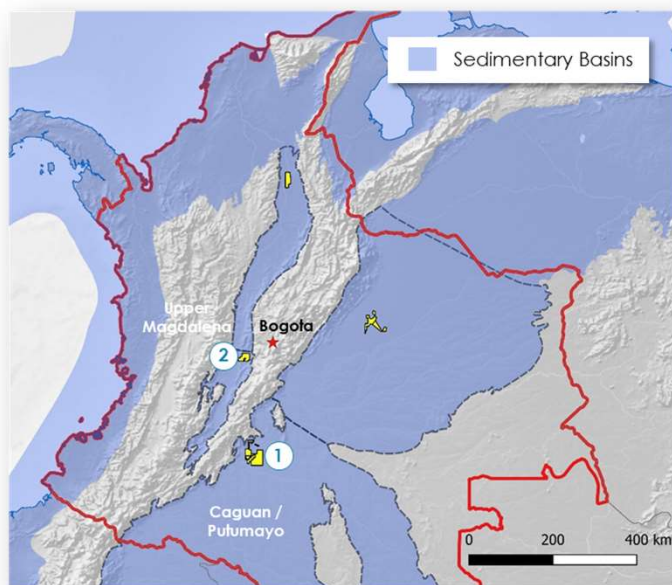 Sedimentary Basins
Upper
Magdalena
Bogota
2
1
Caguan /
Putumayo
0 200 400 km